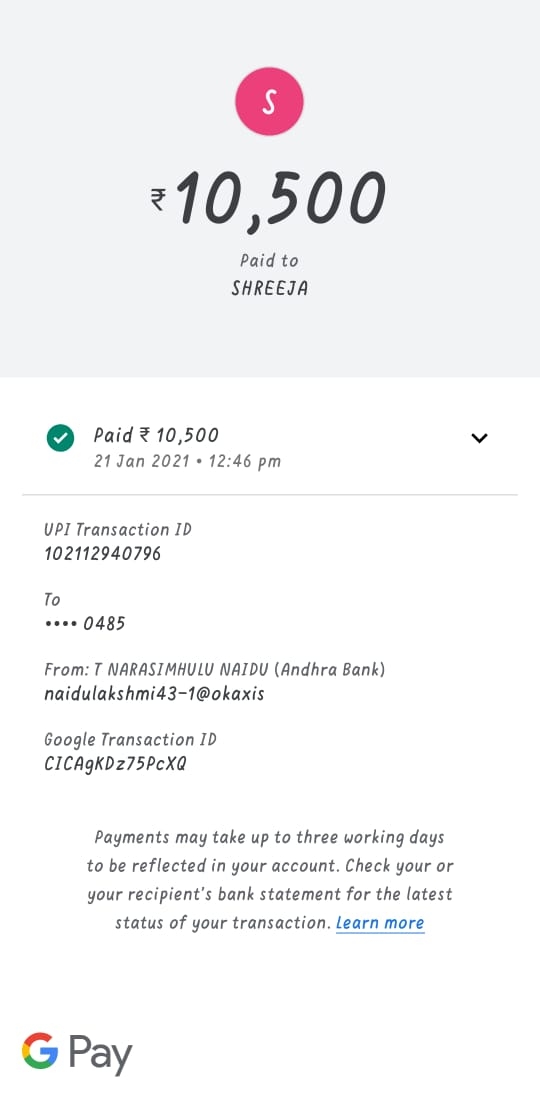 S
₹10,500
Paid to
SHREEJA
Paid ₹ 10,500
21 Jan 2021 • 12:46 pm
UPI Transaction ID
102112940796
To
•••• 0485
From: T NARASIMHULU NAIDU (Andhra Bank)
naidulakshmi43-1@okaxis
Google Transaction ID
CICAgKDz75PcXQ
Payments may take up to three working days
to be reflected in your account. Check your or
your recipient's bank statement for the latest
status of your transaction. Learn more
G Pay